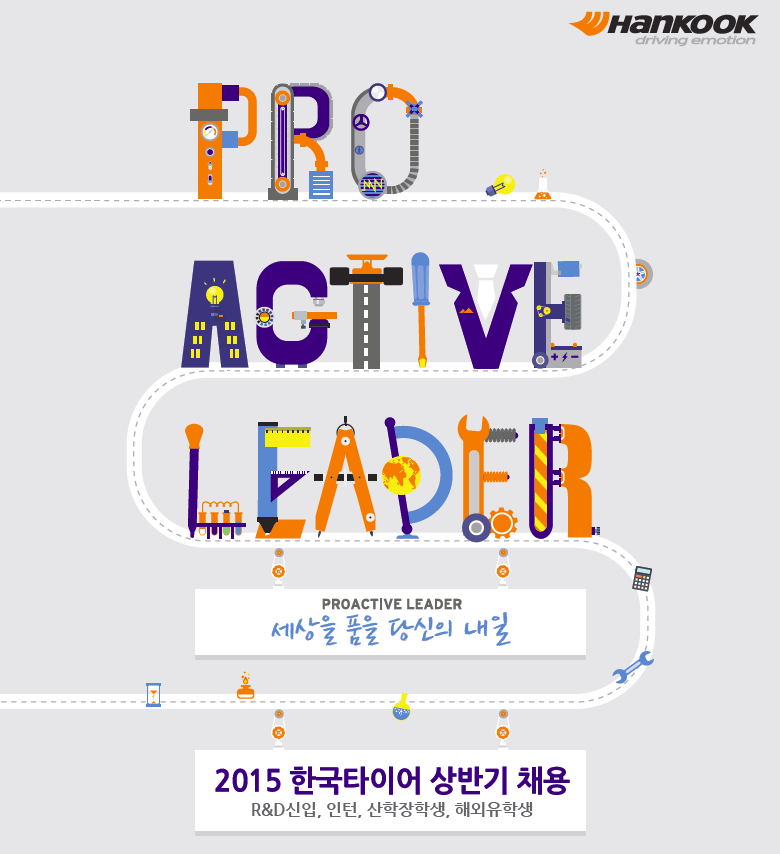 HANKOOK
driving emotion
PRO
ACTIVE
LEADER
PROACTIVE LEADER
세상을 품을 당신의 내일
2015 한국타이어 상반기 채용
R&D신입, 인턴, 산학장학생, 해외유학생